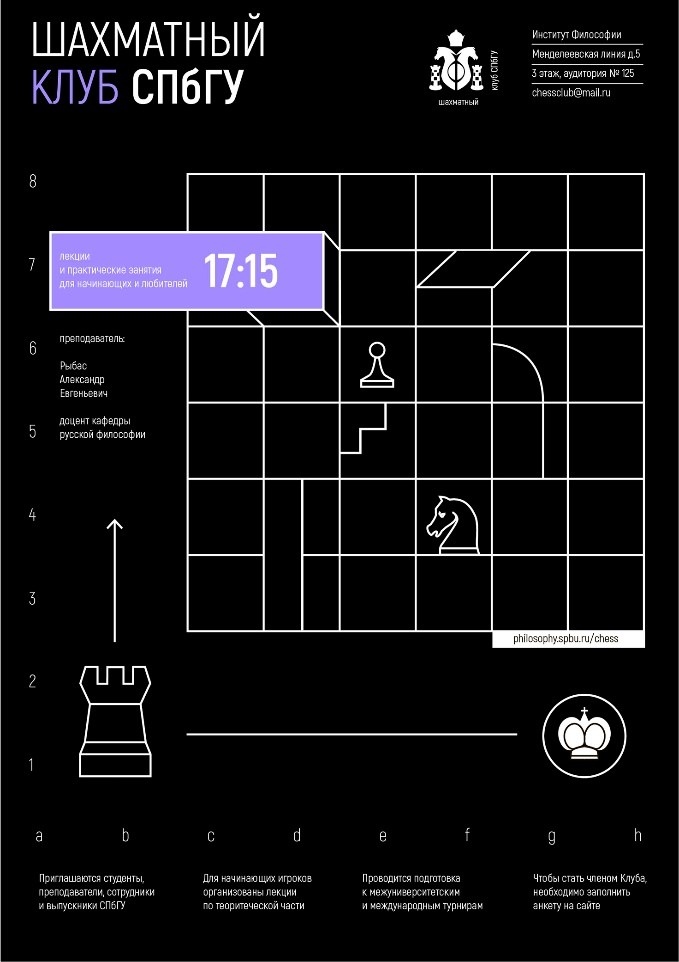 ШАХМАТНЫЙ
КЛУБ СПбГУ
шахматный
клуб СПбГУ
Институт Философии
Менделеевская линия д.5
3 этаж, аудитория № 125
chessclub@mail.ru
8
7
6
5
4
3
2
1
лекции
и практические занятия
для начинающих и любителей
17:15
преподаватель:
Рыбас
Александр
Евгеньевич
доцент кафедры
русской философии
philosophy.spbu.ru/chess
a b c d e f g h
Приглашаются студенты,
преподаватели, сотрудники
и выпускники СПбГУ
Для начинающих игроков
организованы лекции
по теоритической части
Проводится подготовка
к межуниверситетским
и международным турнирам
Чтобы стать членом Клуба,
необходимо заполнить
анкету на сайте